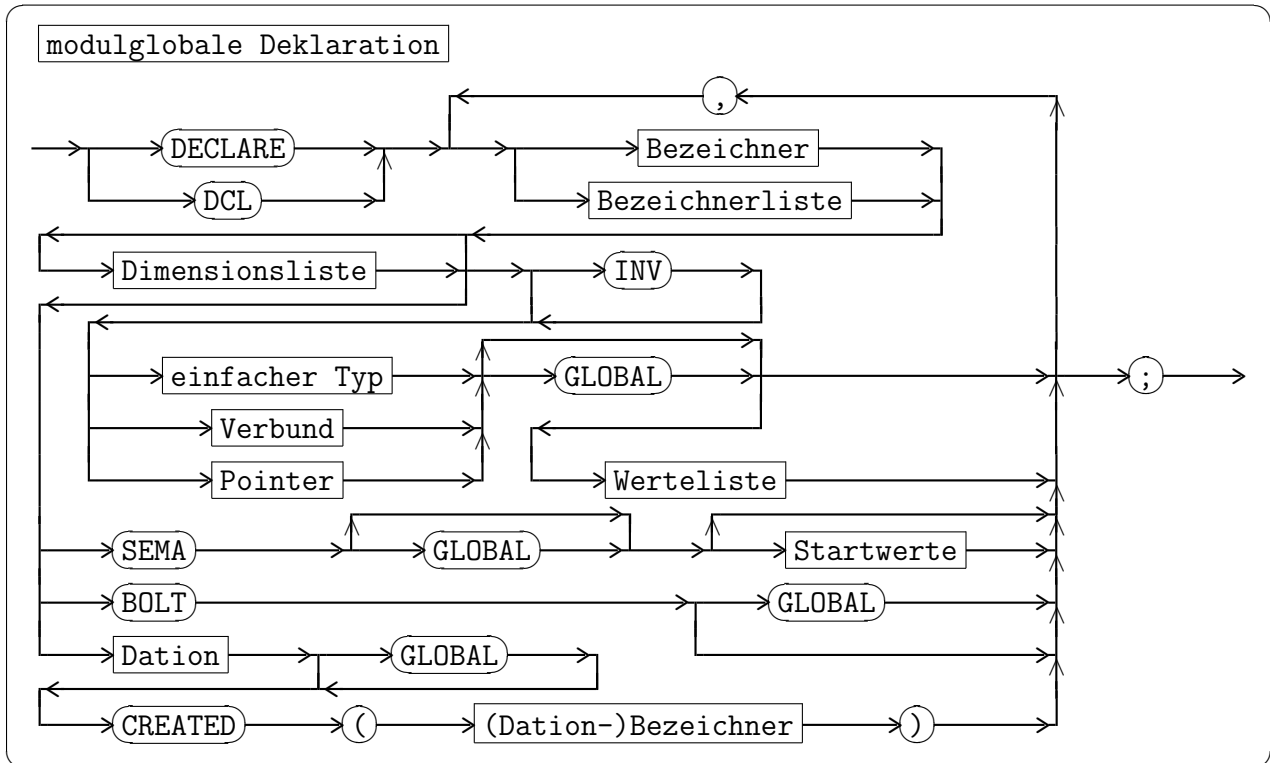 modulglobale Deklaration
,
DECLARE Bezeichner
DCL Bezeichnerliste
Dimensionsliste INV
einfacher Typ GLOBAL ;
Verbund
Pointer Werteliste
SEMA GLOBAL Startwerte
BOLT GLOBAL
Dation GLOBAL
CREATED ( (Dation-)Bezeichner )